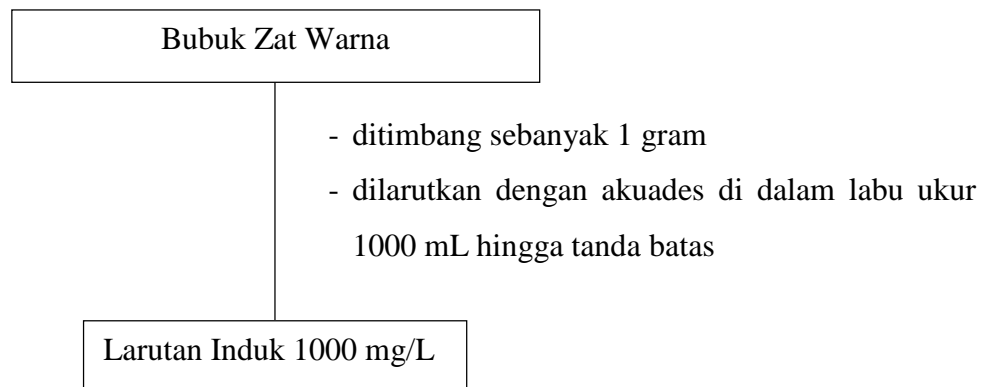 Bubuk Zat Warna
- ditimbang sebanyak 1 gram
- dilarutkan dengan akuades di dalam labu ukur
1000 mL hingga tanda batas
Larutan Induk 1000 mg/L